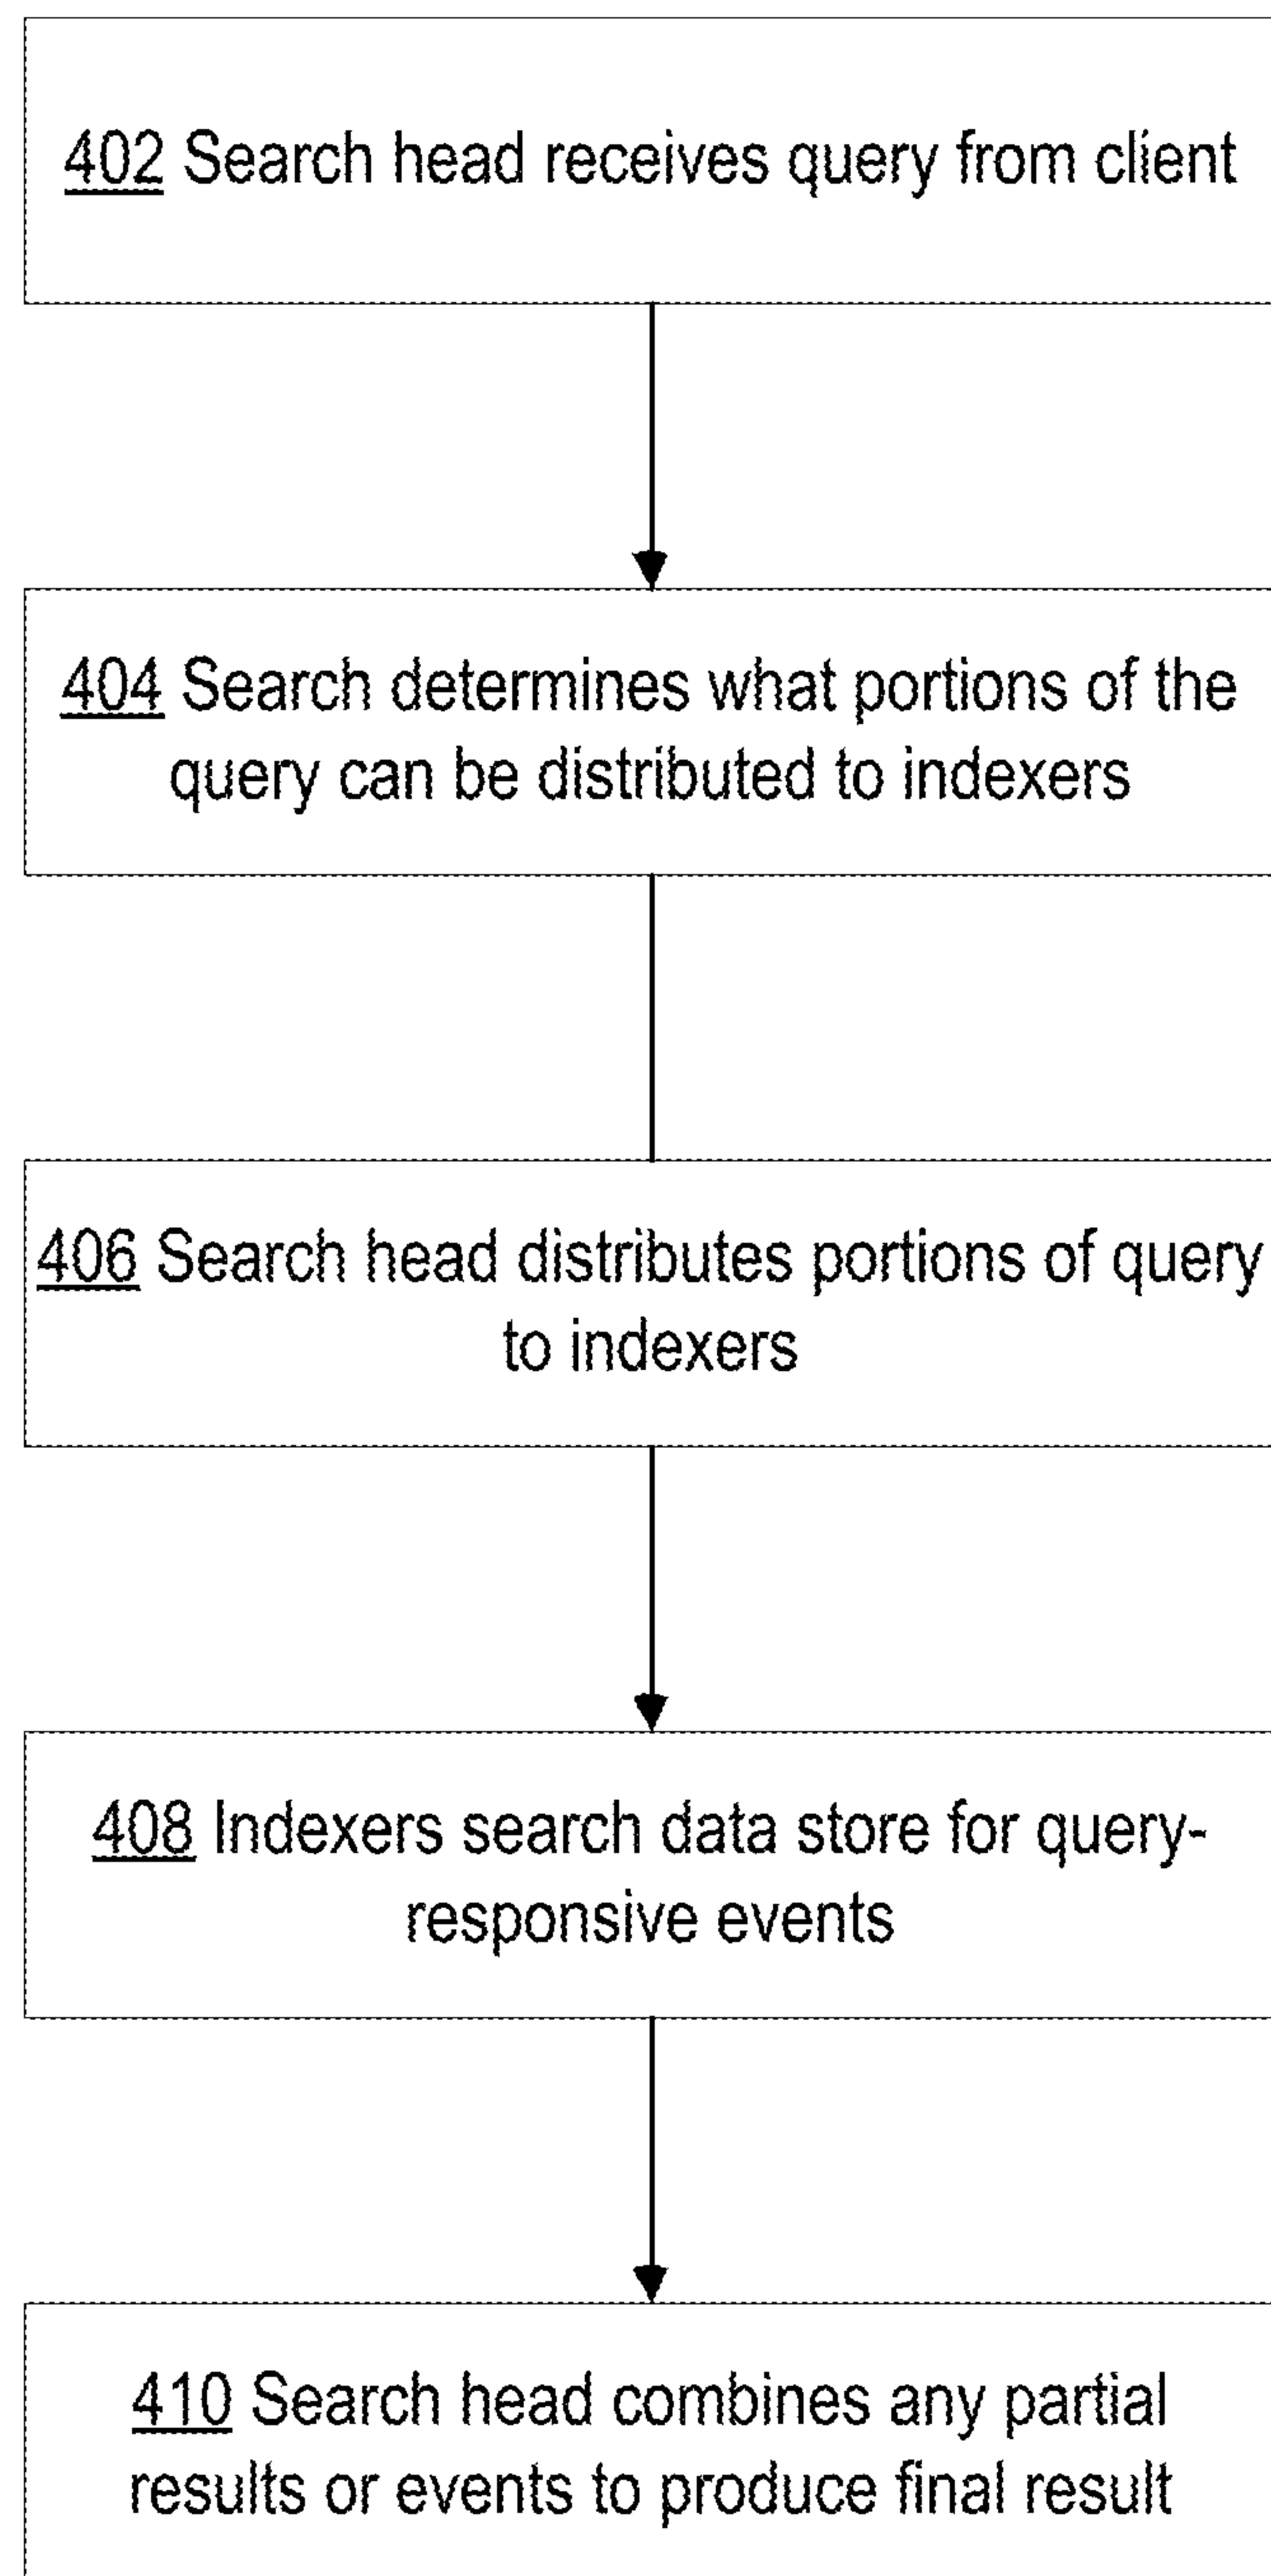 402 Search head receives query from client
404 Search determines what portions of the
query can be distributed to indexers
406 Search head distributes portions of query
to indexers
408 Indexers search data store for query-
responsive events
410 Search head combines any partial
results or events to produce final result